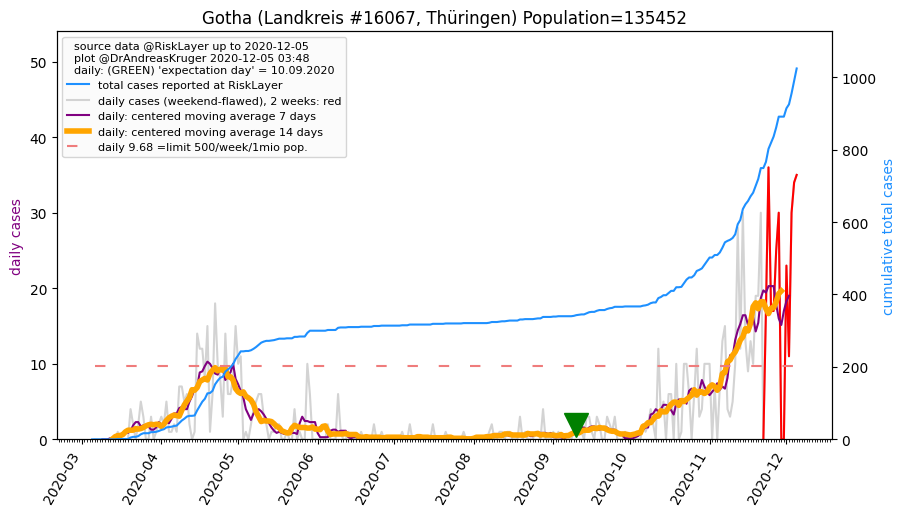 Gotha (Landkreis #16067, Thüringen) Population=135452
source data @RiskLayer up to 2020-12-05
plot @DrAndreasKruger 2020-12-05 03:48
daily: (GREEN) 'expectation day' = 10.09.2020
total cases reported at RiskLayer
daily cases (weekend-flawed), 2 weeks: red
daily: centered moving average 7 days
daily: centered moving average 14 days
daily 9.68 =limit 500/week/1mio pop.
daily cases
50
40
30
20
10
0
cumulative total cases
1000
800
600
400
200
0
2020-03
2020-04
2020-05
2020-06
2020-07
2020-08
2020-09
2020-10
2020-11
2020-12